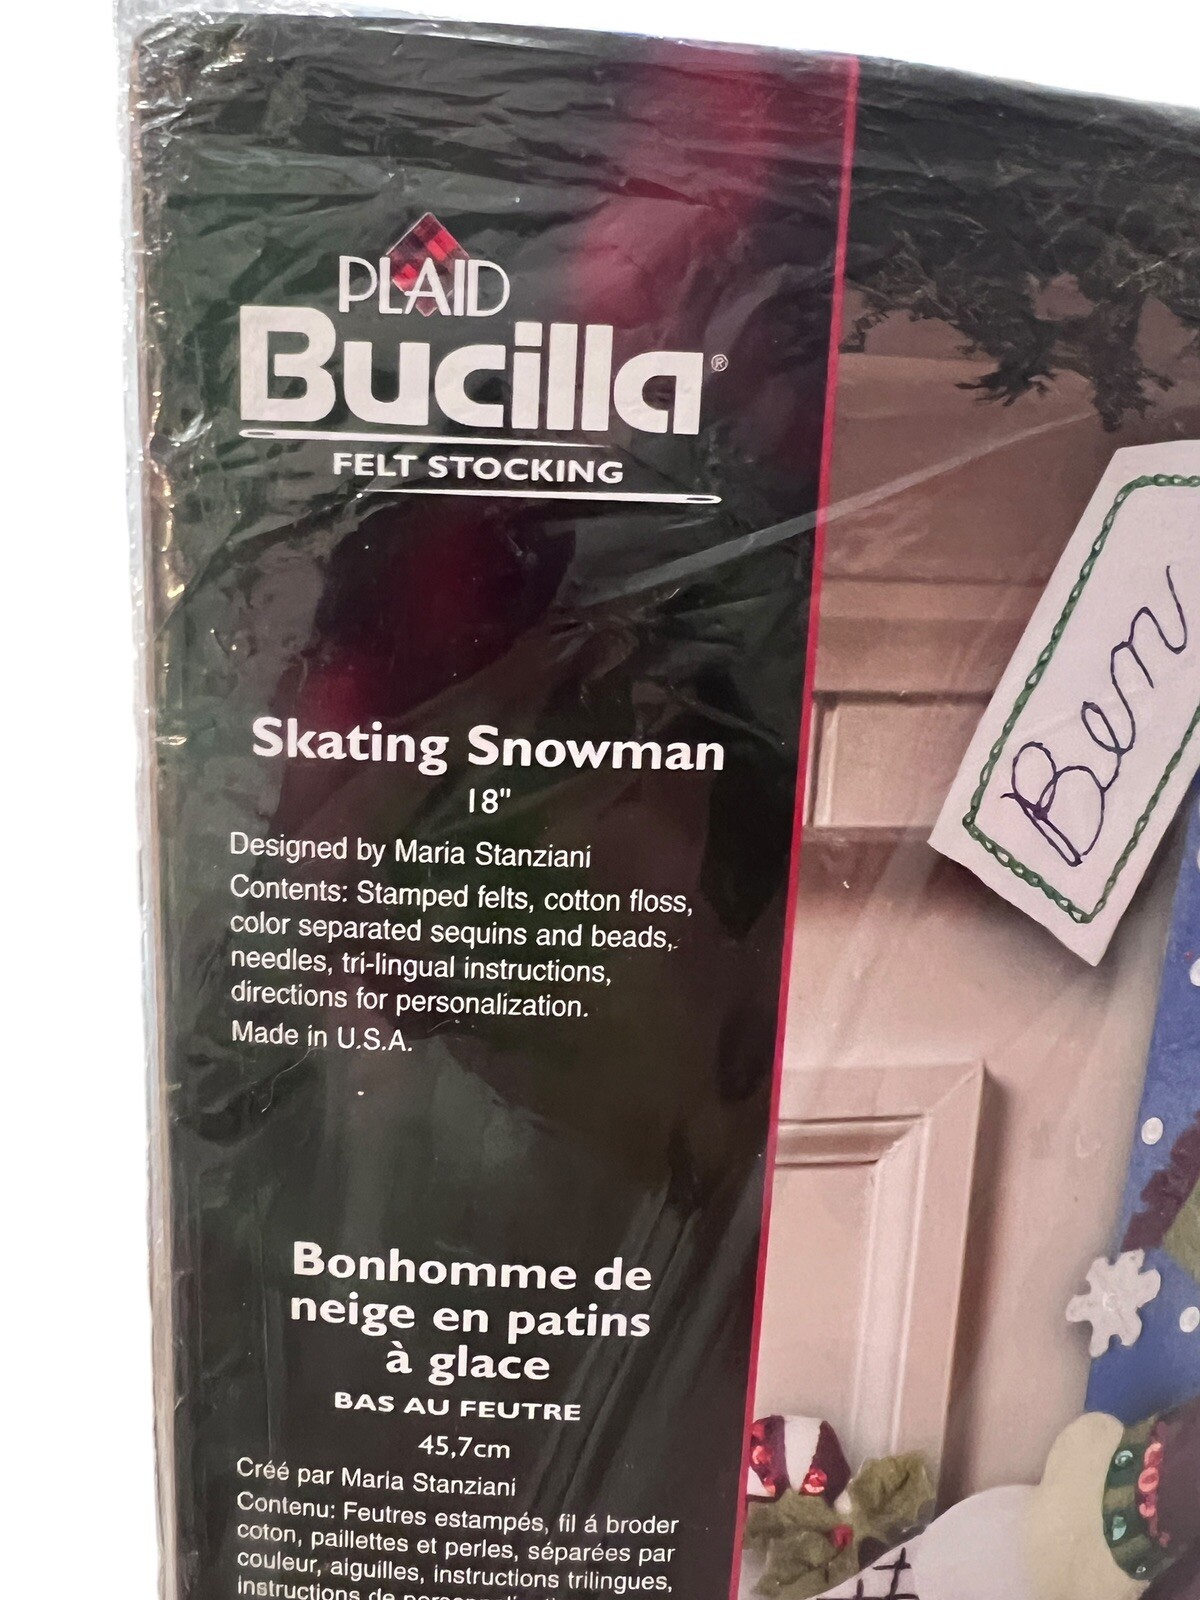 PLAID
Bucilla®
FELT STOCKING
Skating Snowman
18"
Designed by Maria Stanziani
Contents: Stamped felts, cotton floss,
color separated sequins and beads,
needles, tri-lingual instructions,
directions for personalization.
Made in U.S.A.
Ben
Bonhomme de
neige en patins
à glace
BAS AU FEUTRE
45,7cm
Créé par Maria Stanziani
Contenu: Feutres estampés, fil á broder
coton, paillettes et perles, séparées par
couleur, aiguilles, instructions trilingues,
instructions de